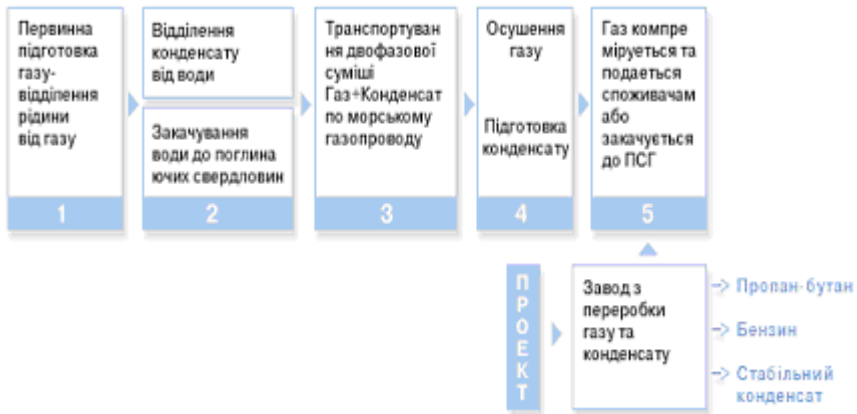 Первинна
підготовка
газу-
відділення
рідини
від газу
1
Відділення
конденсату
від води
Закачування
води до поглина
ючих свердловин
2
Транспортуван
ня двофазової
суміші
Газ+Конденсат
по морському
газопроводу
3
Осушення
газу
Підготовка
конденсату
4
Газ компре
мірується та
подається
споживачам
або
закачується
до ПСГ
5
ПРОЕКТ
Завод з
переробки
газу та
конденсату
-> Пропан-бутан
-> Бензин
-> Стабільний
конденсат